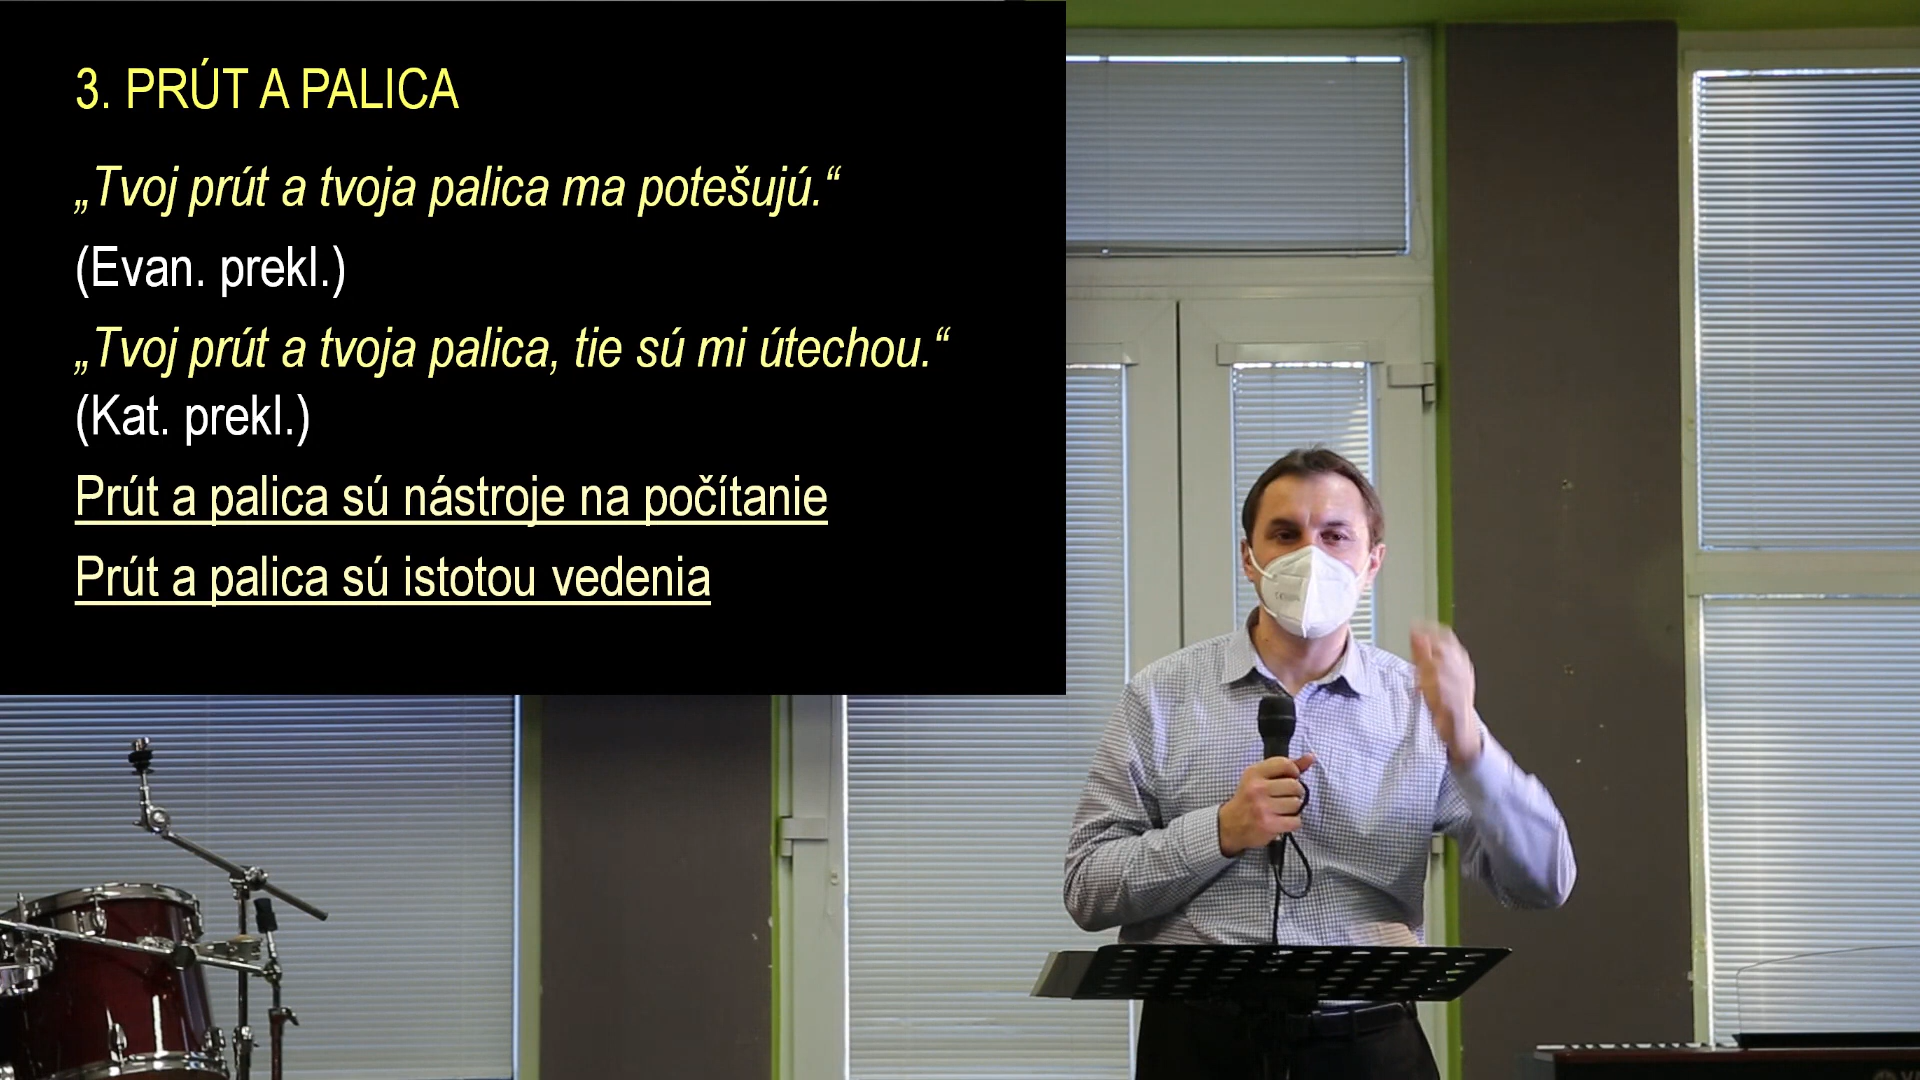 3. PRÚT A PALICA
„Tvoj prút a tvoja palica ma potešujú.“
(Evan. prekl.)
„Tvoj prút a tvoja palica, tie sú mi útechou.“
(Kat. prekl.)
Prút a palica sú nástroje na počítanie
Prút a palica sú istotou vedenia